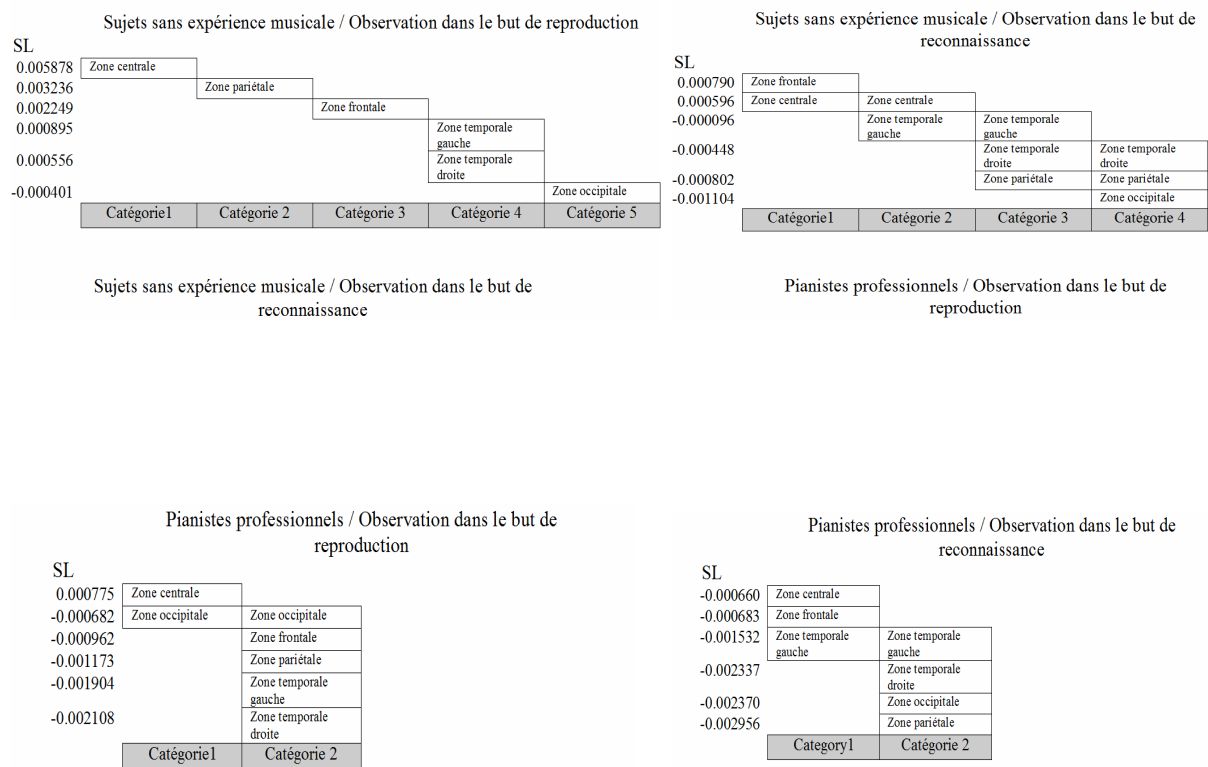 Sujets sans expérience musicale / Observation dans le but de reproduction
SL
0.005878 Zone centrale
0.003236 Zone pariétale
0.002249 Zone frontale
0.000895 Zone temporale
gauche
0.000556 Zone temporale
droite
-0.000401 Zone occipitale
Catégorie1 Catégorie 2 Catégorie 3 Catégorie 4 Catégorie 5
Sujets sans expérience musicale / Observation dans le but de
reconnaissance
SL
0.000790 Zone frontale
0.000596 Zone centrale Zone centrale
-0.000096 Zone temporale Zone temporale
gauche gauche
-0.000448 Zone temporale Zone temporale
droite droite
-0.000802 Zone pariétale Zone pariétale
-0.001104 Zone occipitale
Catégorie1 Catégorie 2 Catégorie 3 Catégorie 4
Sujets sans expérience musicale / Observation dans le but de
reconnaissance
Pianistes professionnels / Observation dans le but de
reproduction
Pianistes professionnels / Observation dans le but de
reproduction
SL
0.000775 Zone centrale
-0.000682 Zone occipitale Zone occipitale
-0.000962 Zone frontale
-0.001173 Zone pariétale
-0.001904 Zone temporale
gauche
-0.002108 Zone temporale
droite
Catégorie1 Catégorie 2
Pianistes professionnels / Observation dans le but de
reconnaissance
SL
-0.000660 Zone centrale
-0.000683 Zone frontale
-0.001532 Zone temporale Zone temporale
gauche gauche
-0.002337 Zone temporale
droite
-0.002370 Zone occipitale
-0.002956 Zone pariétale
Category1 Catégorie 2